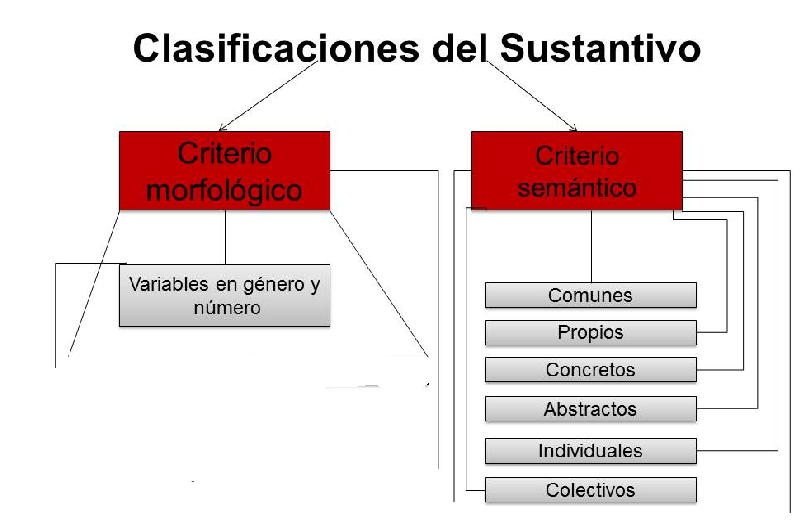 Clasificaciones del Sustantivo
Criterio
morfológico
Variables en género y
número
Criterio
semántico
Comunes
Propios
Concretos
Abstractos
Individuales
Colectivos